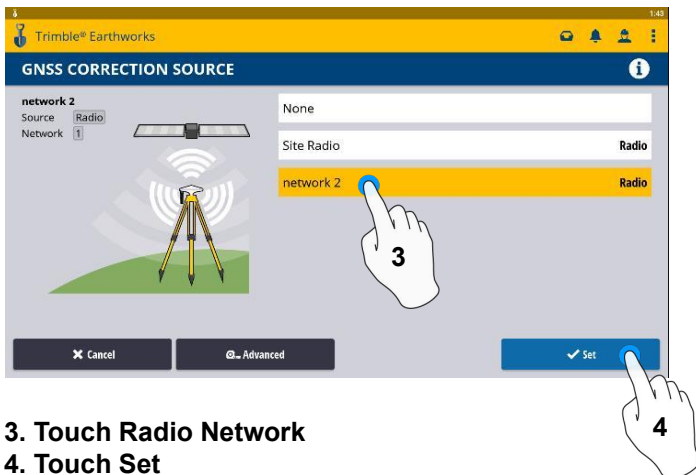 1:43
Trimble® Earthworks
GNSS CORRECTION SOURCE
network 2
Source Radio
Network 1
None
Site Radio Radio
network 2 Radio
3
Cancel
Advanced
Set
4
3. Touch Radio Network
4. Touch Set